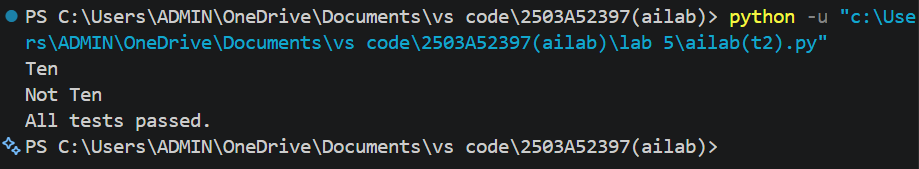 PS C:\Users\ADMIN\OneDrive\Documents\vs code\2503A52397(ailab)> python -u "c:\Use
rs\ADMIN\OneDrive\Documents\vs code\2503A52397(ailab)\lab 5\ailab(t2).py"
Ten
Not Ten
All tests passed.
PS C:\Users\ADMIN\OneDrive\Documents\vs code\2503A52397(ailab)>